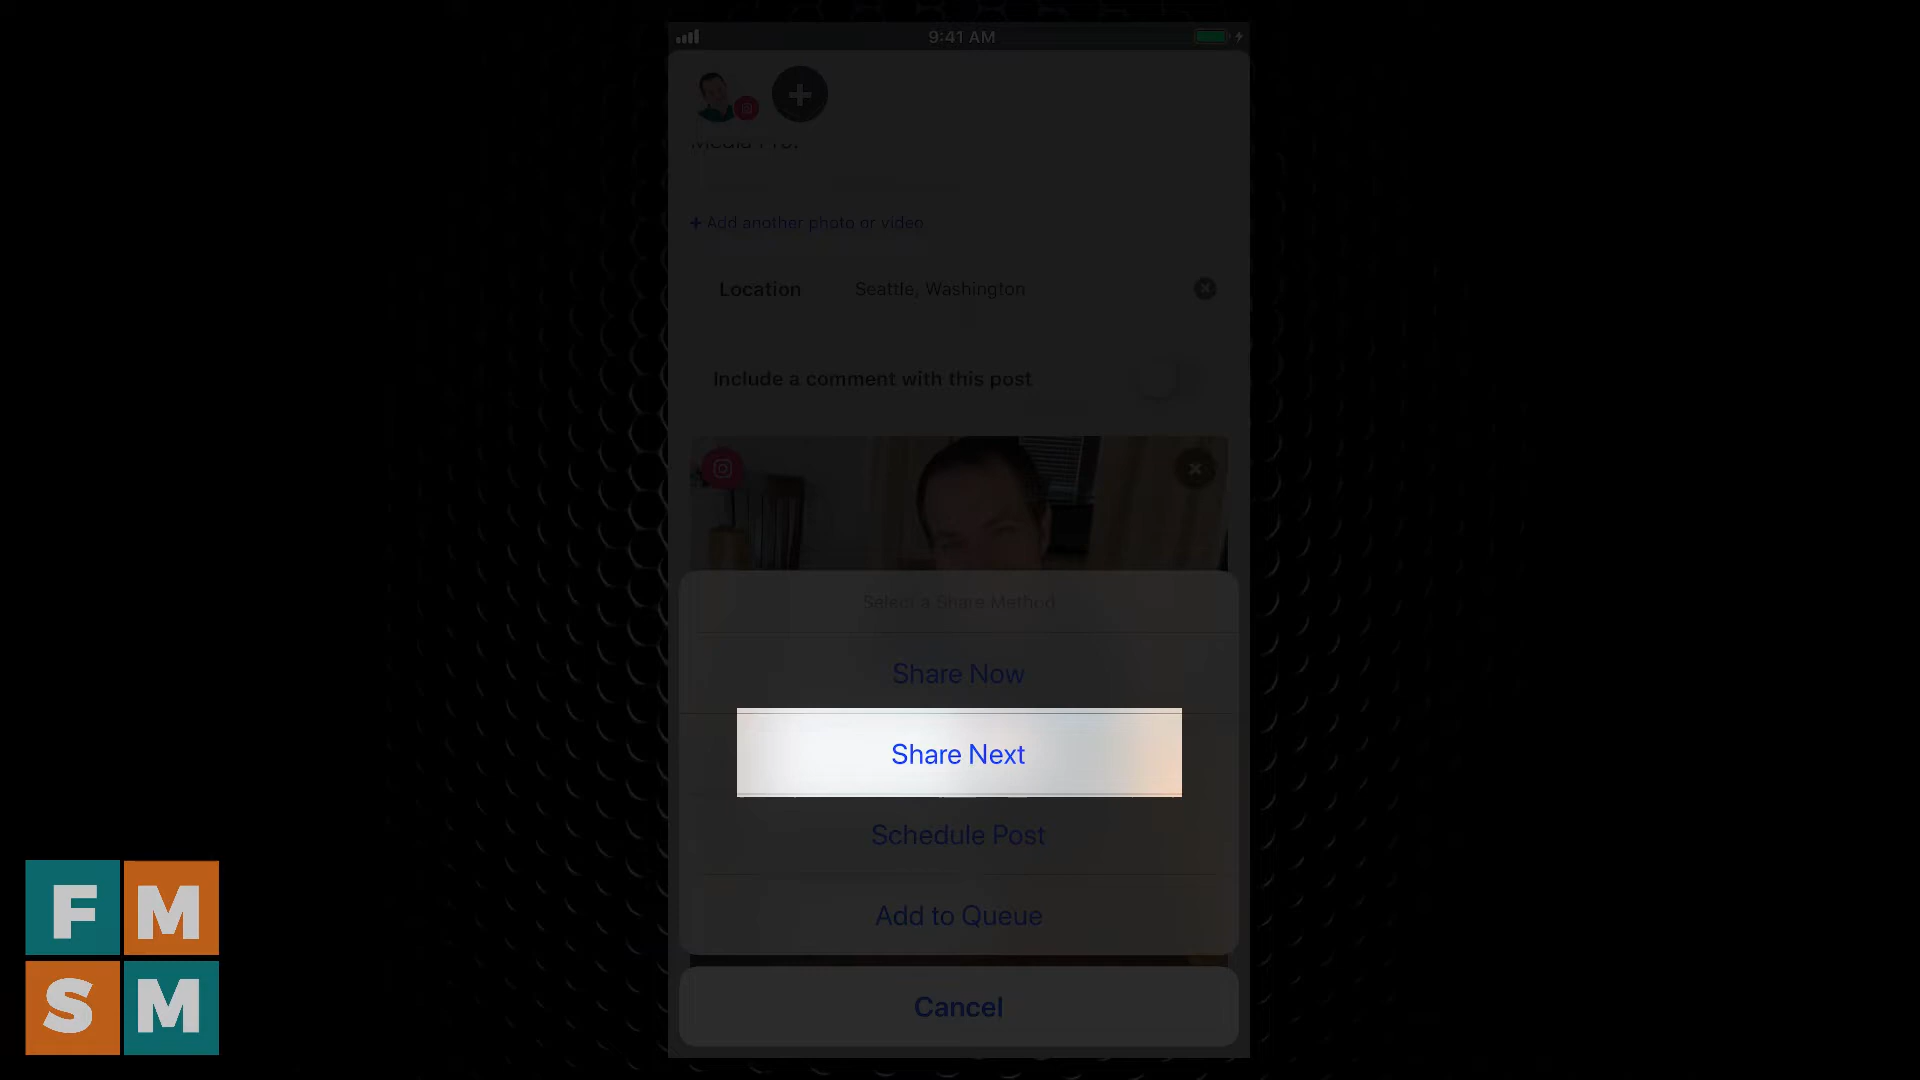 9:41 AM
+ Add another photo or video
Location Seattle, Washington
Include a comment with this post
Select a Share Method
Share Now
Share Next
Schedule Post
Add to Queue
Cancel
F M
S M